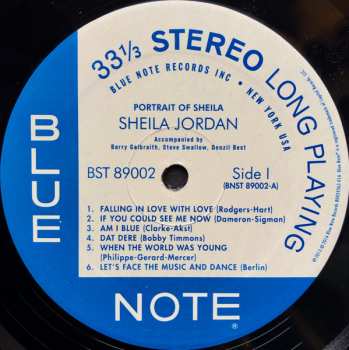 33 1/3 STEREO LONG PLAYING
BLUE NOTE RECORDS INC • NEW YORK USA
PORTRAIT OF SHEILA
SHEILA JORDAN
Accompanied by
Barry Galbraith, Steve Swallow, Denzil Best
BST 89002 Side I
(BNST 89002-A)
1. FALLING IN LOVE WITH LOVE (Rodgers-Hart)
2. IF YOU COULD SEE ME NOW (Dameron-Sigman)
3. AM I BLUE (Clarke-Akst)
4. DAT DERE (Bobby Timmons)
5. WHEN THE WORLD WAS YOUNG
(Philippe-Gerard-Mercer)
6. LET'S FACE THE MUSIC AND DANCE (Berlin)
BLUE
NOTE
®